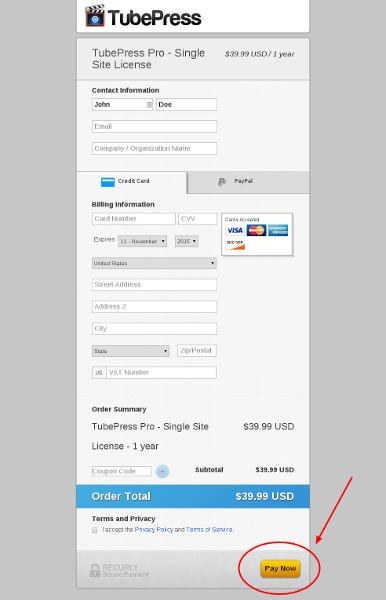 TubePress
TubePress Pro - Single $39.99 USD / 1 year
Site License
Contact Information
John Doe
Email
Company / Organization Name
Credit Card PayPal
Billing Information
Card Number CVV Cards Accepted
VISA MasterCard
Expires 11 - November 2015
DISCOVER
United States
Street Address
Address 2
City
State Zip/Postal
US VAT Number
Order Summary
TubePress Pro - Single Site $39.99 USD
License - 1 year
Coupon Code Subtotal $39.99 USD
Order Total $39.99 USD
Terms and Privacy
I accept the Privacy Policy and Terms of Service.
RECURLY
Secure Payment Pay Now